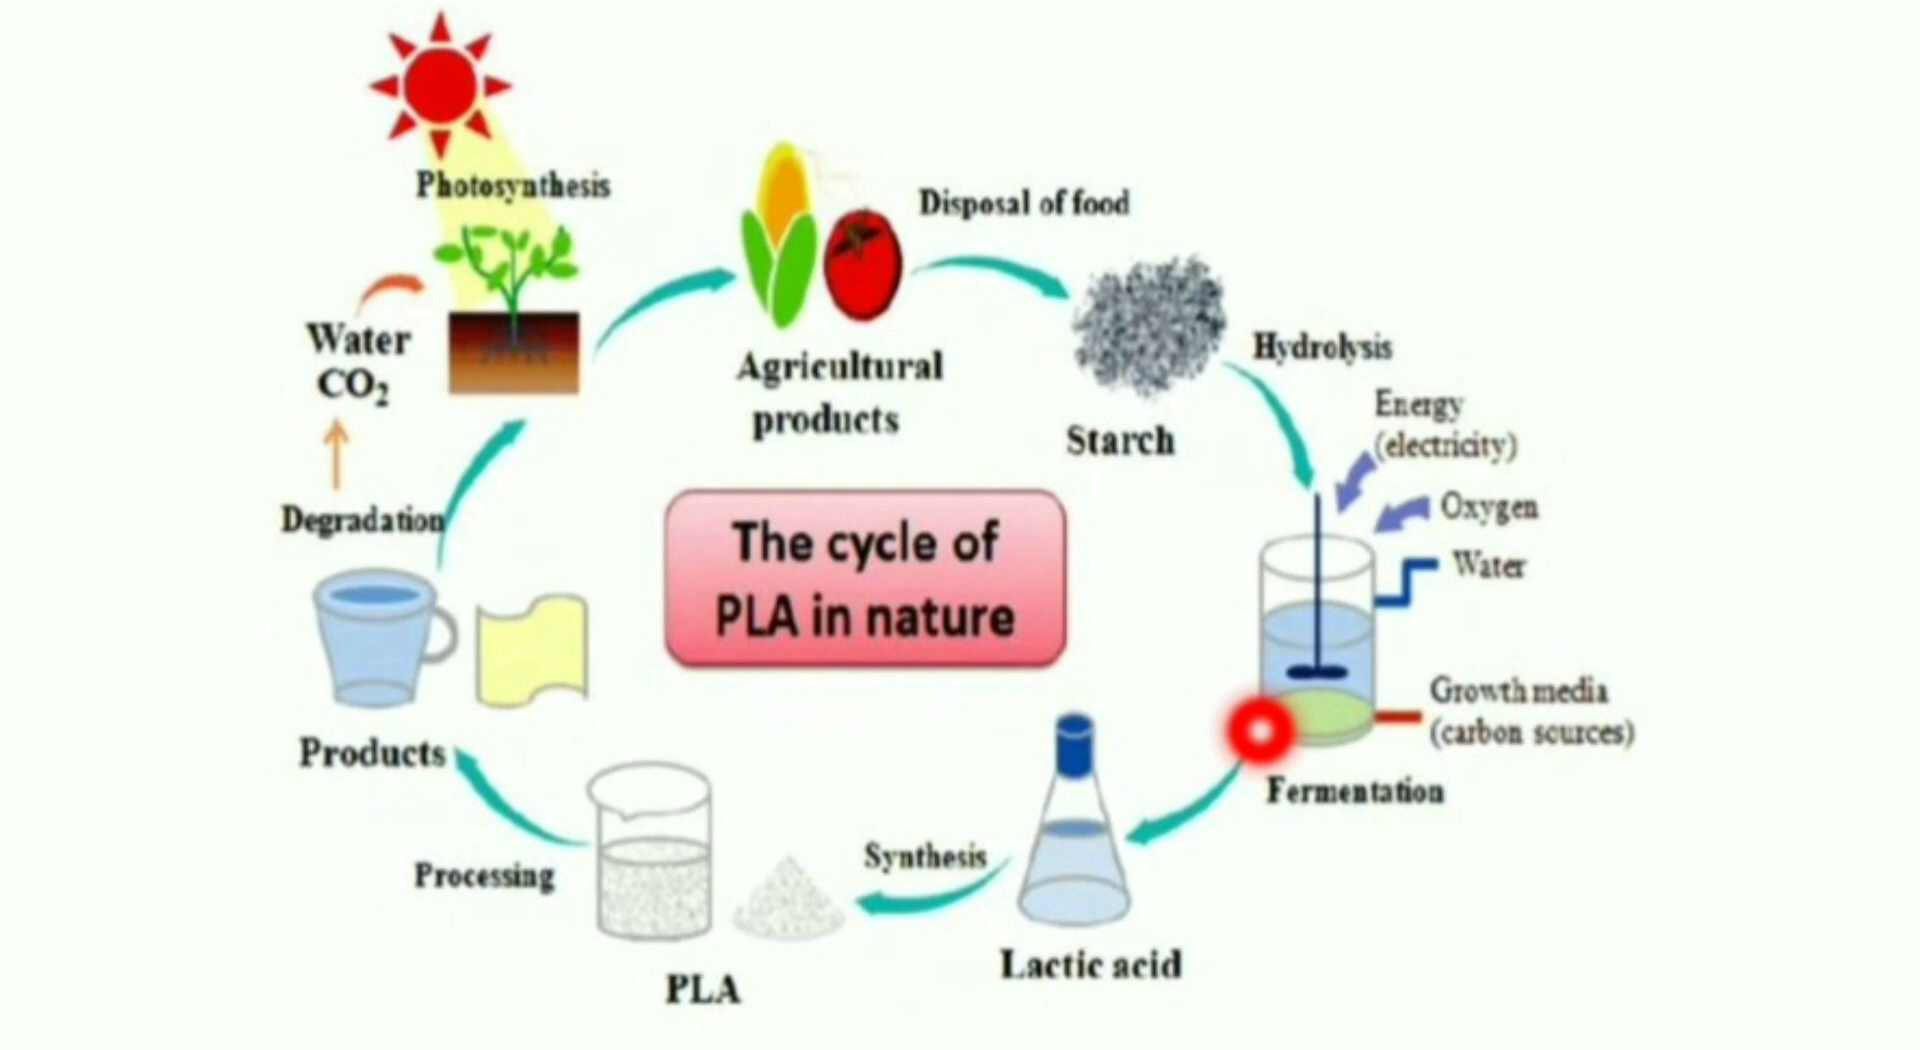 Photosynthesis
Disposal of food
Water
CO₂
Hydrolysis
Agricultural
products
Energy
(electricity)
Starch
Oxygen
Degradation
The cycle of
PLA in nature
Water
Growth media
(carbon sources)
Products
Fermentation
Synthesis
Processing
Lactic acid
PLA